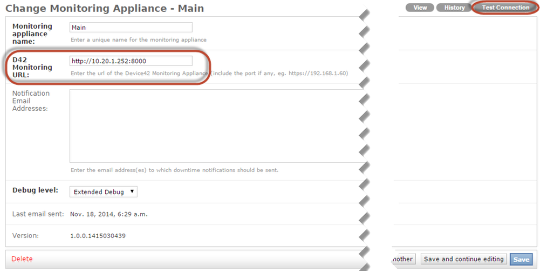 Change Monitoring Appliance - Main
View
History
Test Connection
Monitoring appliance name:
Main
Enter a unique name for the monitoring appliance
D42 Monitoring URL:
http://10.20.1.252:8000
Enter the url of the Device42 Monitoring Appliance, include the port if any, eg. https://192.168.1.60)
Notification Email Addresses:
Enter the email address(es) to which downtime notifications should be sent.
Debug level:
Extended Debug
Last email sent: Nov. 18, 2014, 6:29 a.m.
Version: 1.0.0.1415030439
Delete
nother
Save and continue editing
Save